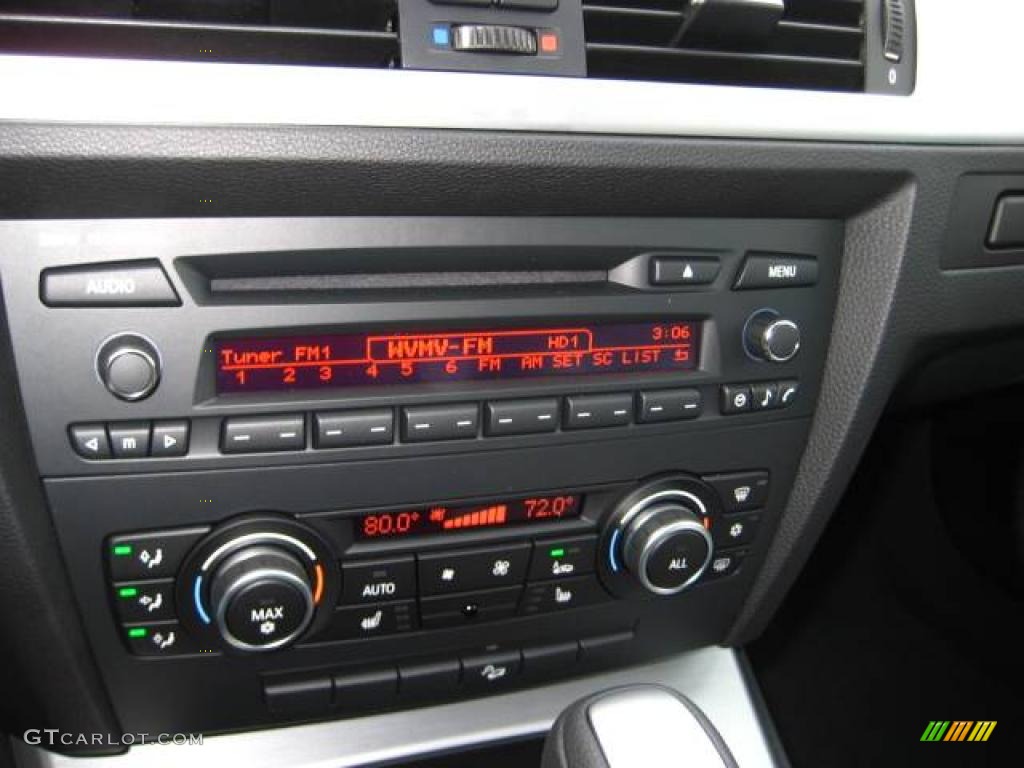 0
AUDIO
MENU
Tuner FM1 WVMV-FM HD1 3:06
1 2 3 4 5 6 FM AM SET SC LIST
m
80.0° 72.0°
AUTO
MAX
ALL
GTCARLOT.COM